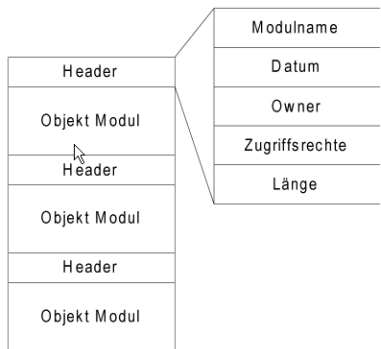 Header
Objekt Modul
Header
Objekt Modul
Header
Objekt Modul
Modulname
Datum
Owner
Zugriffsrechte
Länge